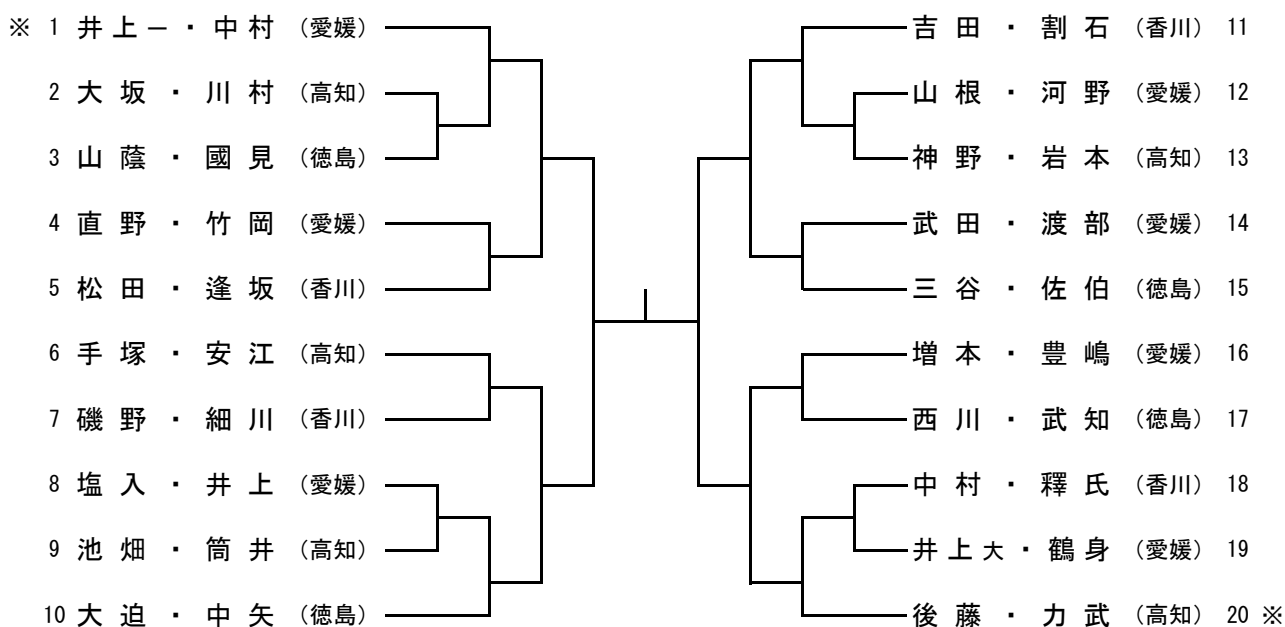 ※ 1 井上一・中村 (愛媛)
2 大坂・川村 (高知)
3 山蔭・國見 (徳島)
4 直野・竹岡 (愛媛)
5 松田・逢坂 (香川)
6 手塚・安江 (高知)
7 磯野・細川 (香川)
8 塩入・井上 (愛媛)
9 池畑・筒井 (高知)
10 大迫・中矢 (徳島)
吉田・割石 (香川) 11
山根・河野 (愛媛) 12
神野・岩本 (高知) 13
武田・渡部 (愛媛) 14
三谷・佐伯 (徳島) 15
増本・豊嶋 (愛媛) 16
西川・武知 (徳島) 17
中村・釋氏 (香川) 18
井上大・鶴身 (愛媛) 19
後藤・力武 (高知) 20 ※